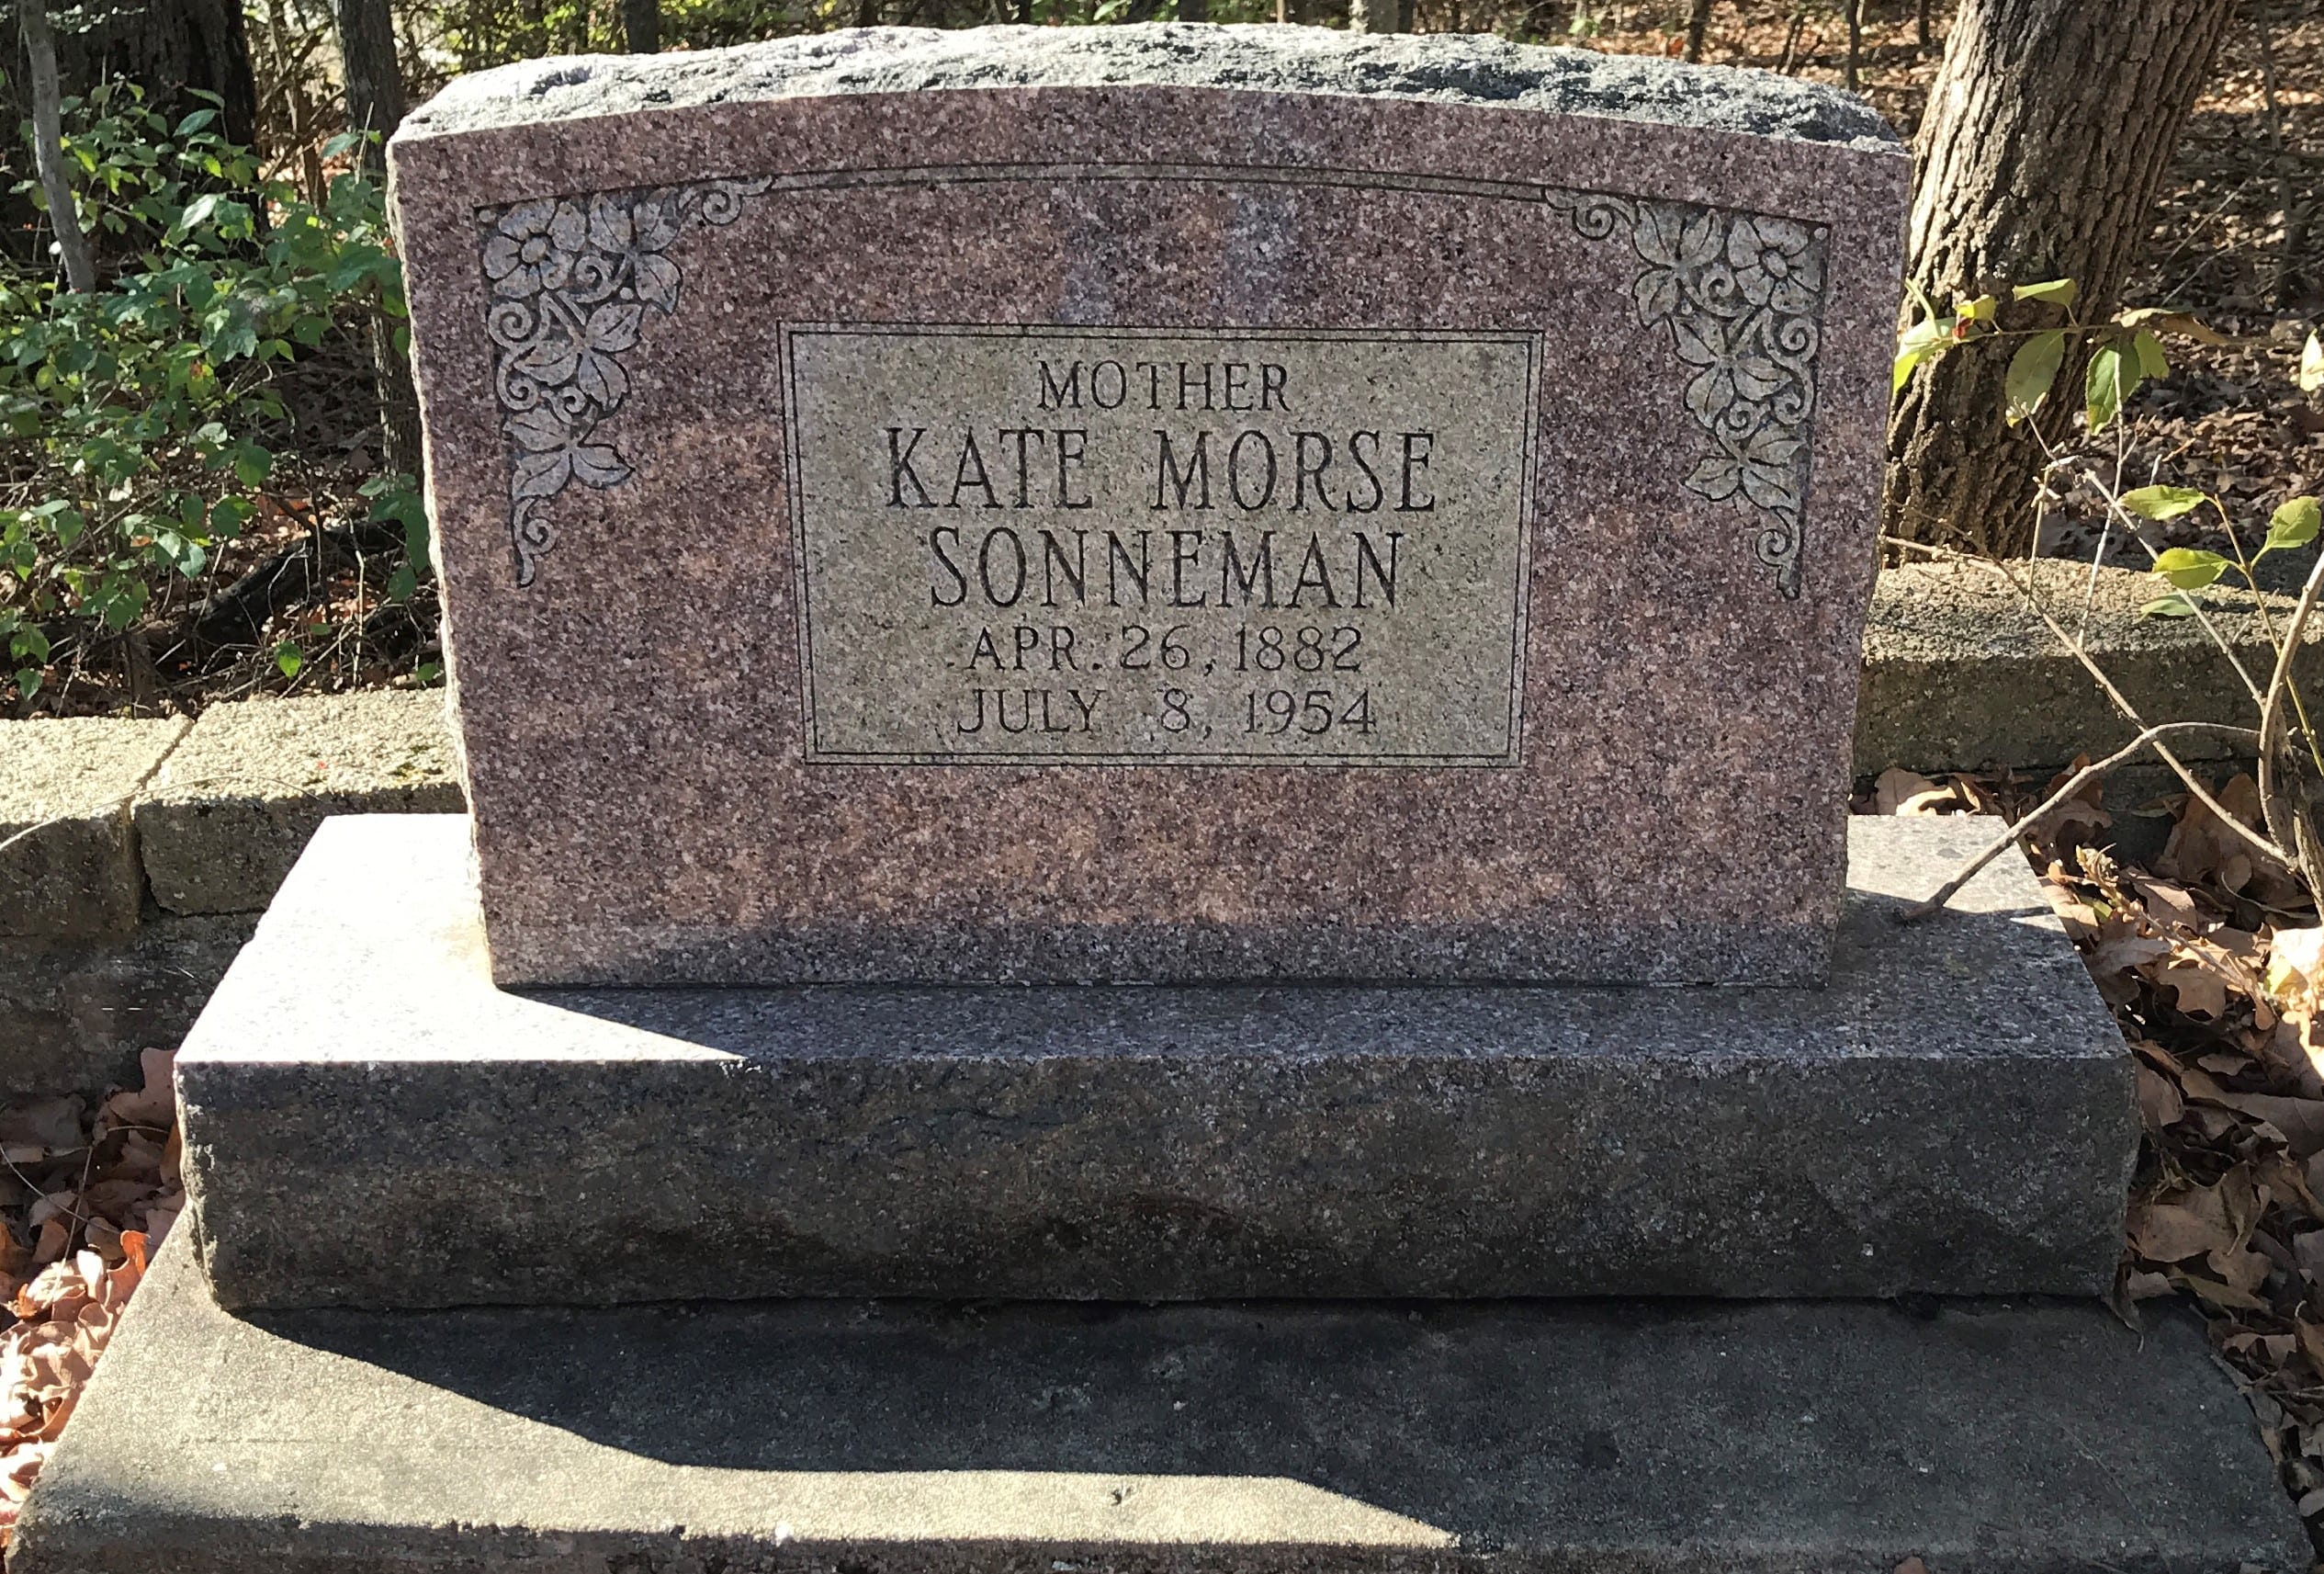 MOTHER
KATE MORSE
SONNEMAN
APR. 26, 1882
JULY 8, 1954